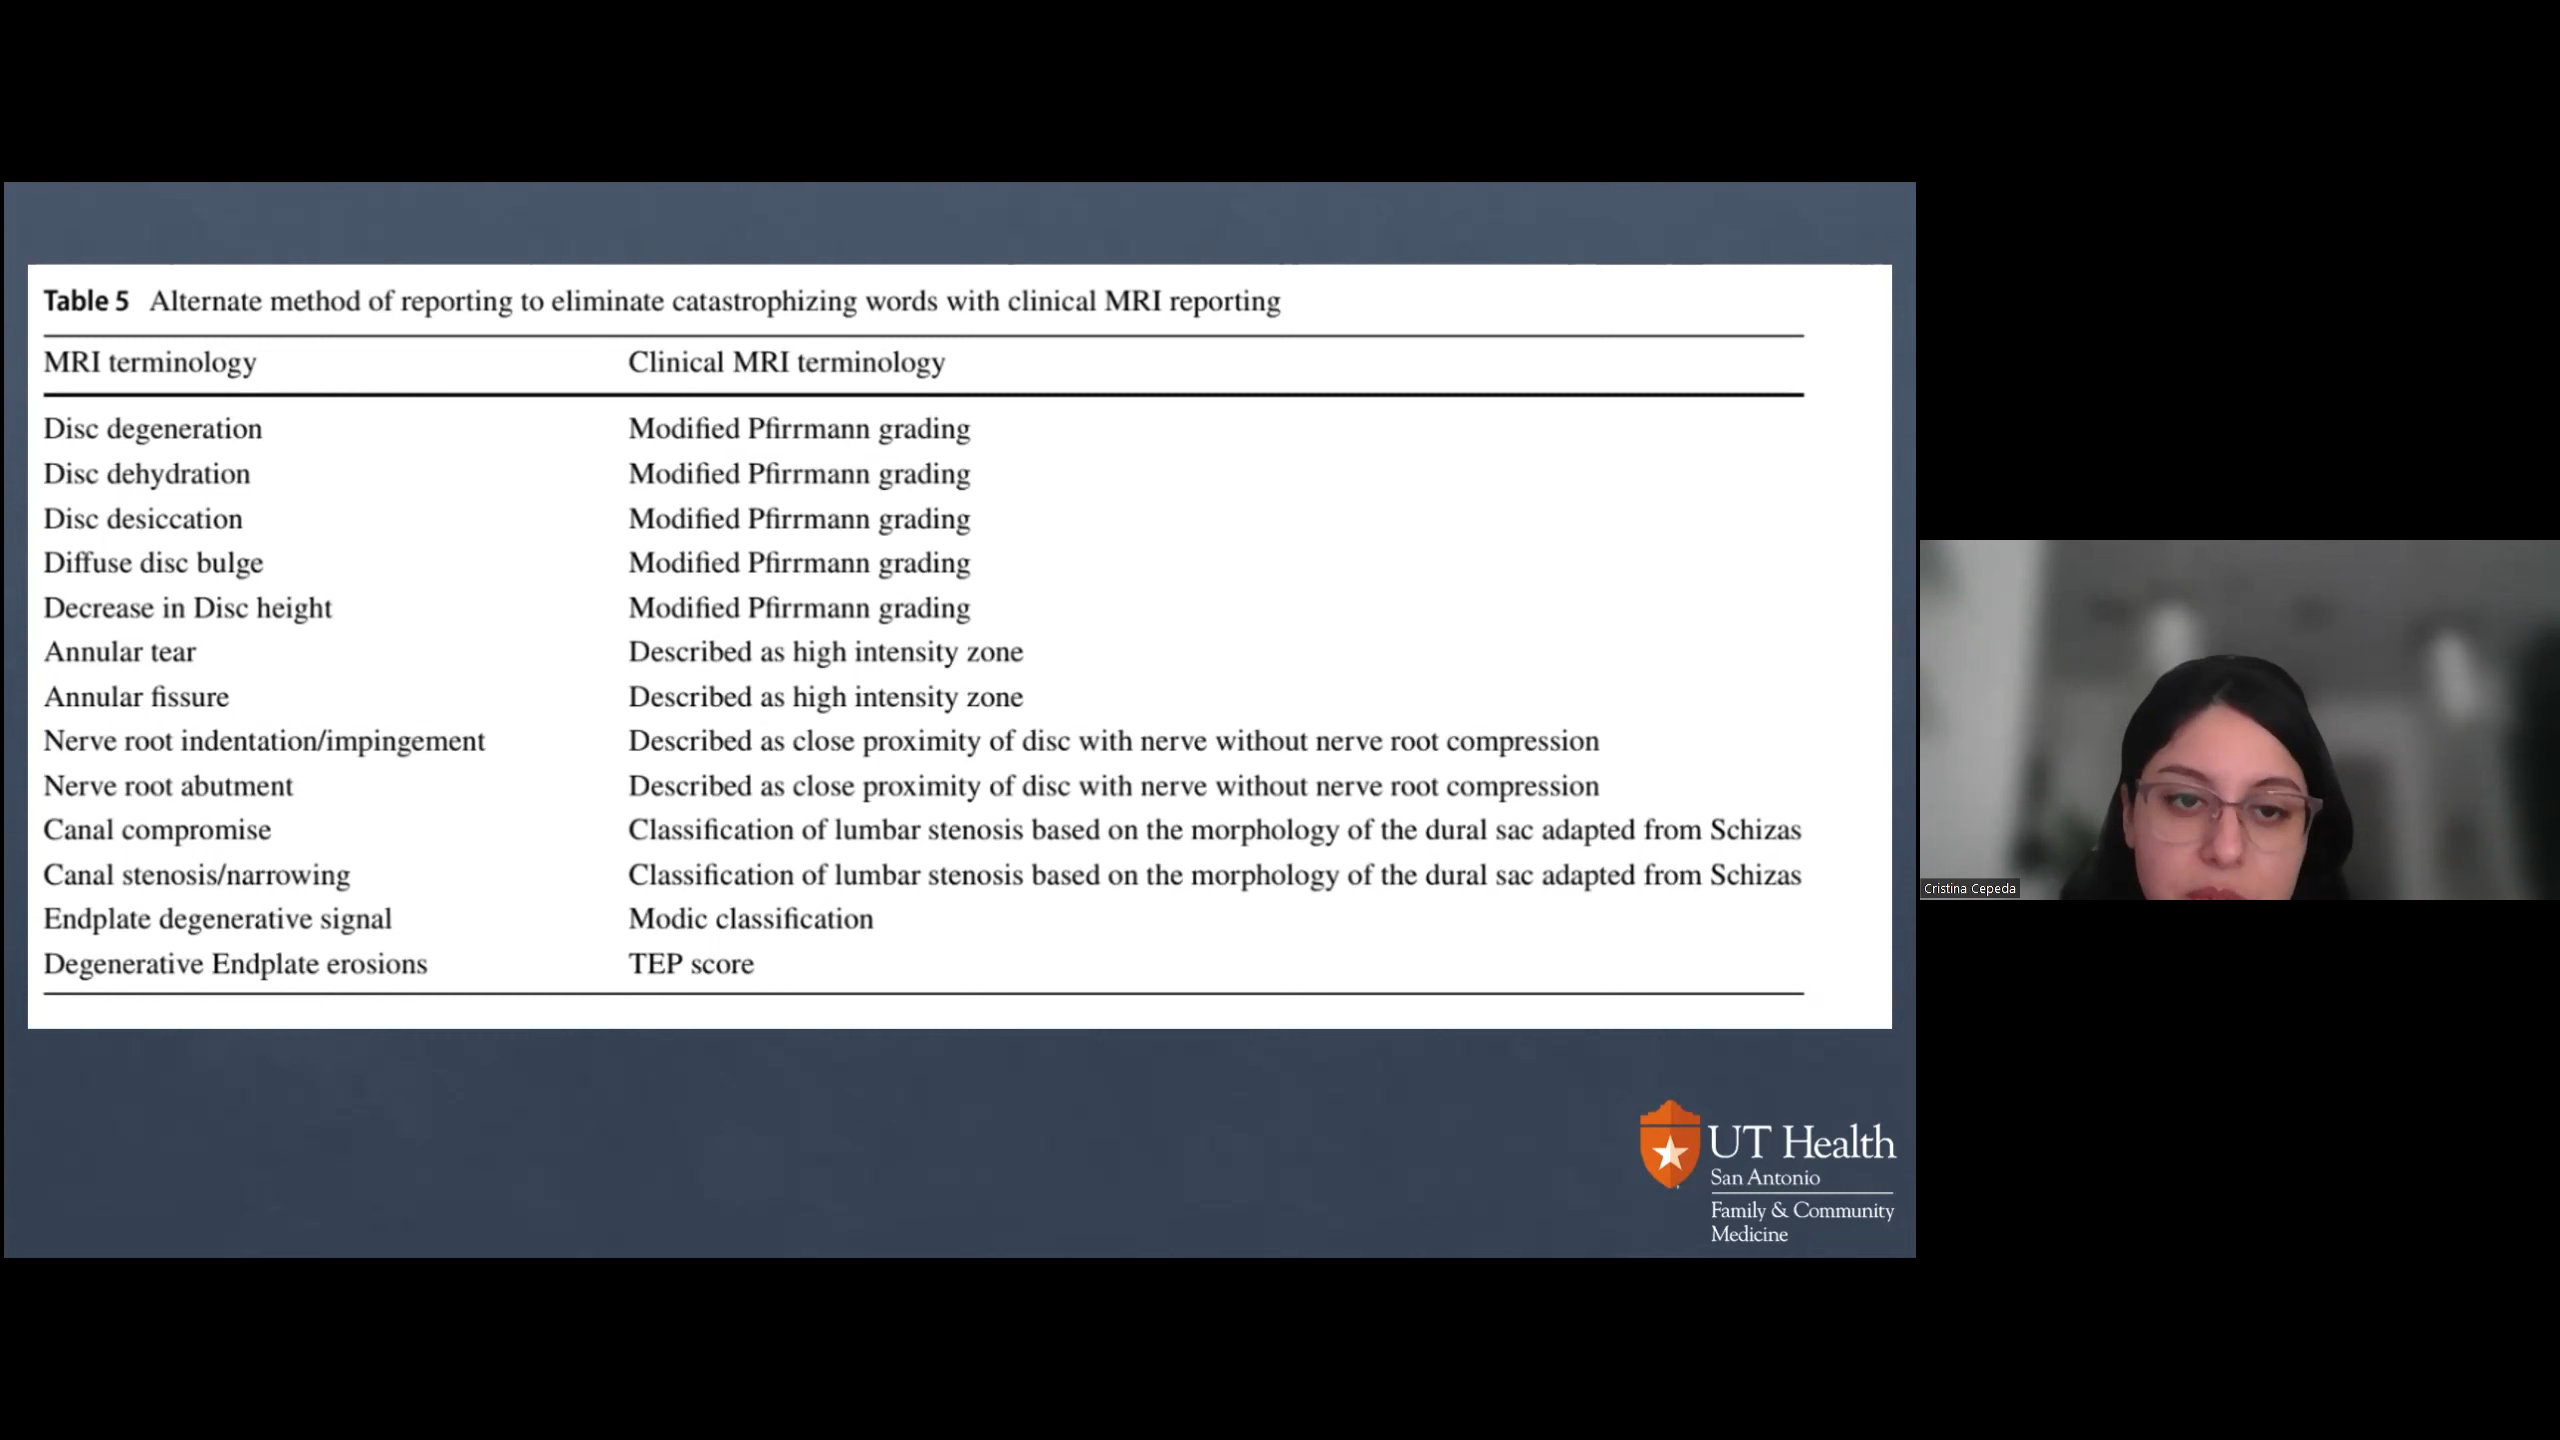 Table 5 Alternate method of reporting to eliminate catastrophizing words with clinical MRI reporting
MRI terminology Clinical MRI terminology
Disc degeneration Modified Pfirrmann grading
Disc dehydration Modified Pfirrmann grading
Disc desiccation Modified Pfirrmann grading
Diffuse disc bulge Modified Pfirrmann grading
Decrease in Disc height Modified Pfirrmann grading
Annular tear Described as high intensity zone
Annular fissure Described as high intensity zone
Nerve root indentation/impingement Described as close proximity of disc with nerve without nerve root compression
Nerve root abutment Described as close proximity of disc with nerve without nerve root compression
Canal compromise Classification of lumbar stenosis based on the morphology of the dural sac adapted from Schizas
Canal stenosis/narrowing Classification of lumbar stenosis based on the morphology of the dural sac adapted from Schizas
Endplate degenerative signal Modic classification
Degenerative Endplate erosions TEP score
UT Health
San Antonio
Family & Community
Medicine
Cristina Cepeda